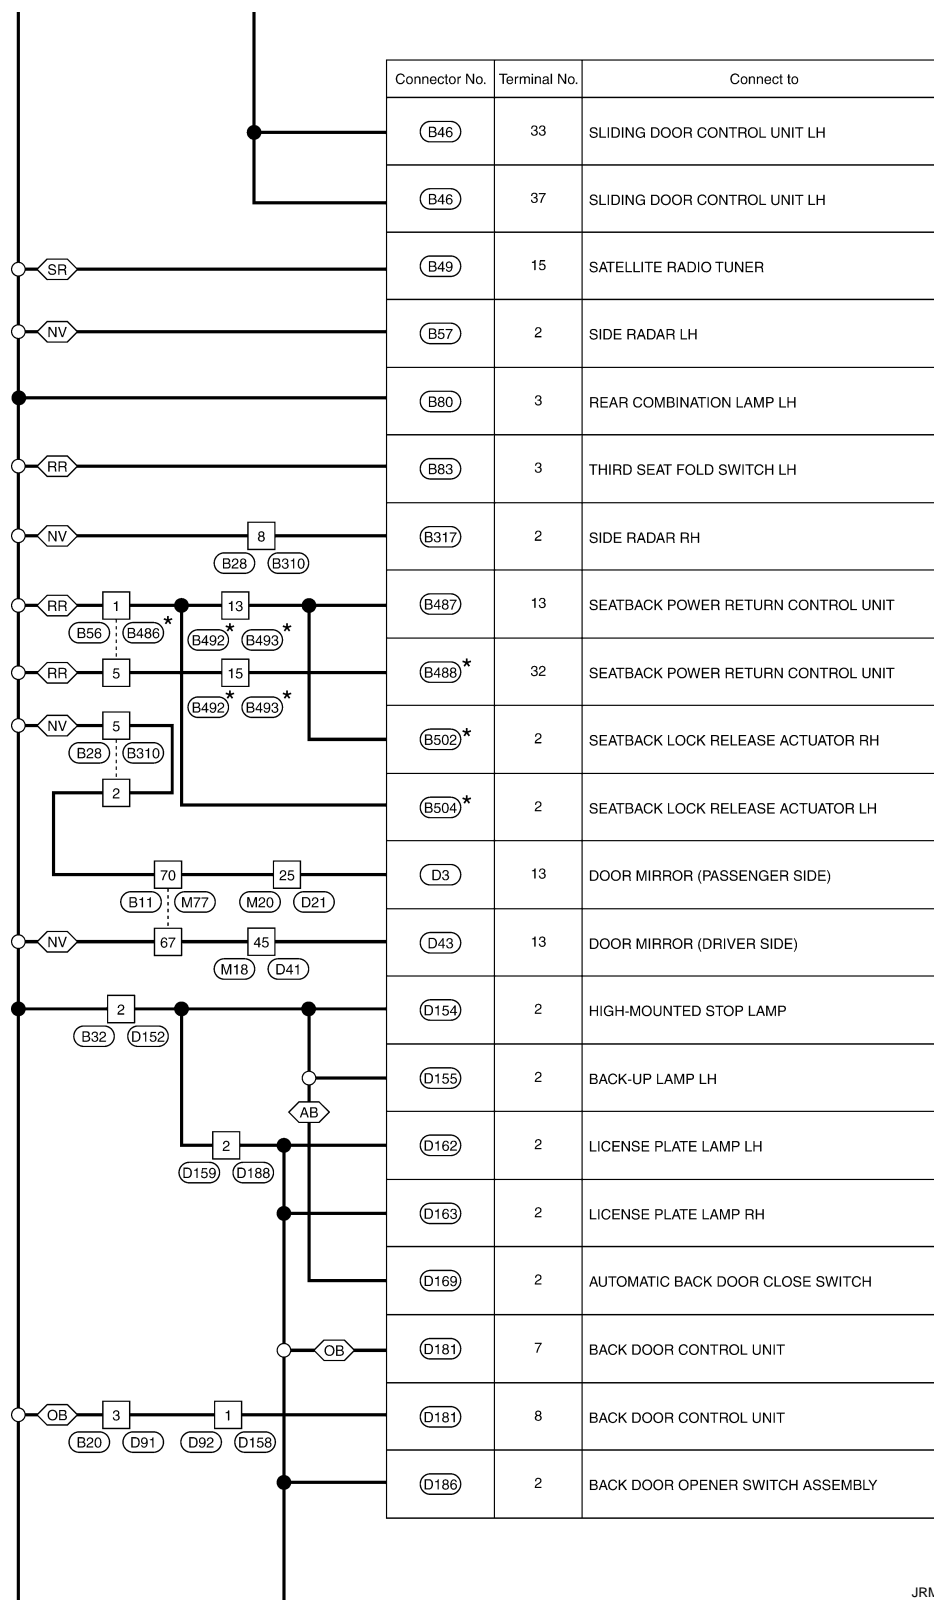 Connector No. Terminal No. Connect to
B46 33 SLIDING DOOR CONTROL UNIT LH
B46 37 SLIDING DOOR CONTROL UNIT LH
SR B49 15 SATELLITE RADIO TUNER
NV B57 2 SIDE RADAR LH
B80 3 REAR COMBINATION LAMP LH
RR B83 3 THIRD SEAT FOLD SWITCH LH
NV 8 B317 2 SIDE RADAR RH
B28 B310
RR 1 13 B487 13 SEATBACK POWER RETURN CONTROL UNIT
B56 B486* B492* B493*
RR 5 15 B488* 32 SEATBACK POWER RETURN CONTROL UNIT
B492* B493*
NV 5 B502* 2 SEATBACK LOCK RELEASE ACTUATOR RH
B28 B310
2 B504* 2 SEATBACK LOCK RELEASE ACTUATOR LH
70 25 D3 13 DOOR MIRROR (PASSENGER SIDE)
B11 M77 M20 D21
NV 67 45 D43 13 DOOR MIRROR (DRIVER SIDE)
M18 D41
2 D154 2 HIGH-MOUNTED STOP LAMP
B32 D152
D155 2 BACK-UP LAMP LH
AB
2 D162 2 LICENSE PLATE LAMP LH
D159 D188
D163 2 LICENSE PLATE LAMP RH
D169 2 AUTOMATIC BACK DOOR CLOSE SWITCH
OB D181 7 BACK DOOR CONTROL UNIT
OB 3 1 D181 8 BACK DOOR CONTROL UNIT
B20 D91 D92 D158
D186 2 BACK DOOR OPENER SWITCH ASSEMBLY
JRM